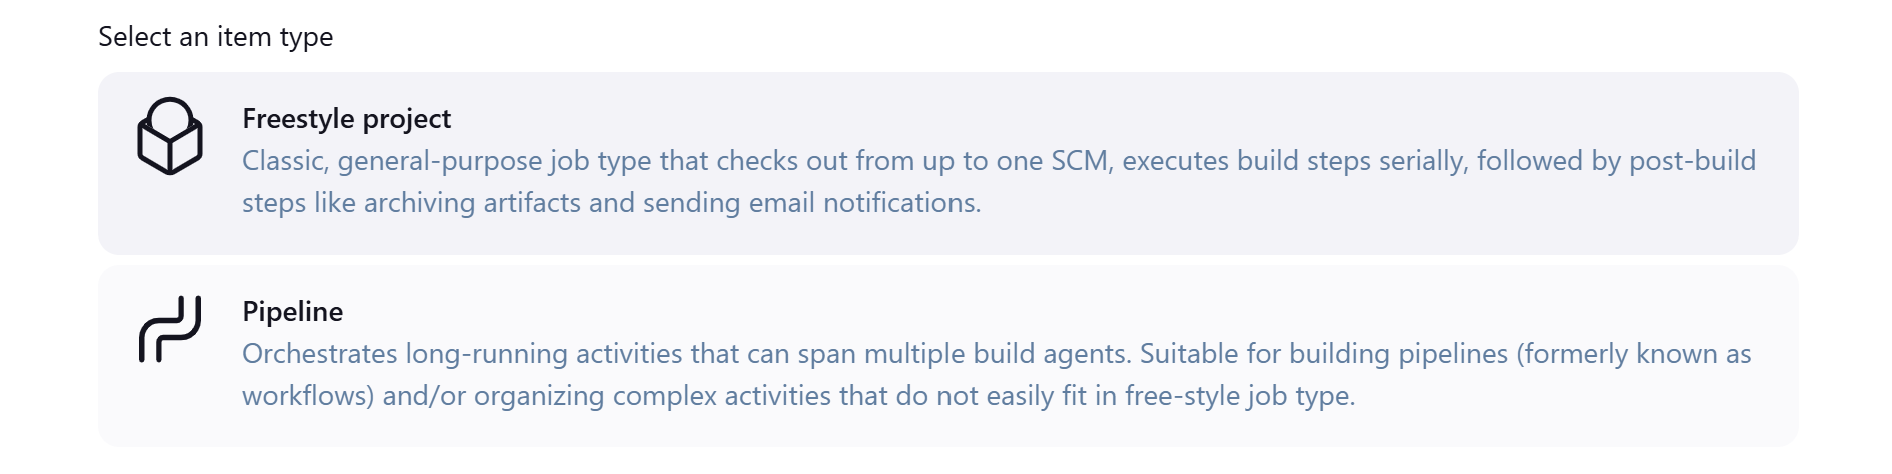 Select an item type
Freestyle project
Classic, general-purpose job type that checks out from up to one SCM, executes build steps serially, followed by post-build
steps like archiving artifacts and sending email notifications.
Pipeline
Orchestrates long-running activities that can span multiple build agents. Suitable for building pipelines (formerly known as
workflows) and/or organizing complex activities that do not easily fit in free-style job type.